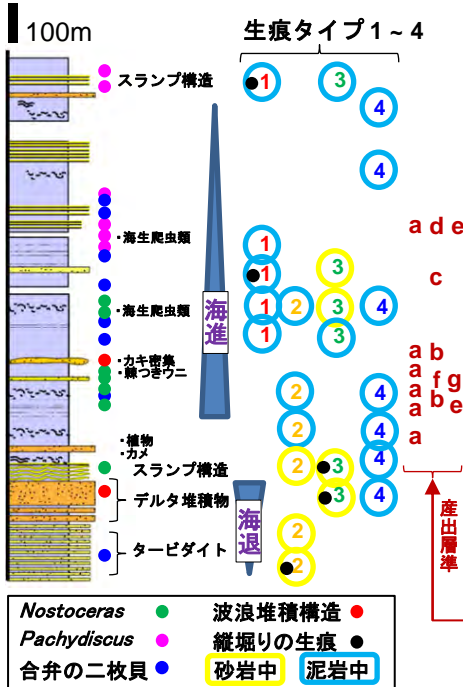 100m
生痕タイプ1~4
スランプ構造
1
3
4
4
a d e
・海生爬虫類
1
1
3
c
・海生爬虫類
1
2
3
4
海進
1
3
・カキ密集
a b
・棘つきウニ
a
f g
2
4
a b e
a
2
4
a
・植物
・カメ
スランプ構造
2
3
4
デルタ堆積物
3
4
海退
産出層準
タービダイト
2
2
Nostoceras
波浪堆積構造
Pachydiscus
縦堀りの生痕
合弁の二枚貝
砂岩中
泥岩中